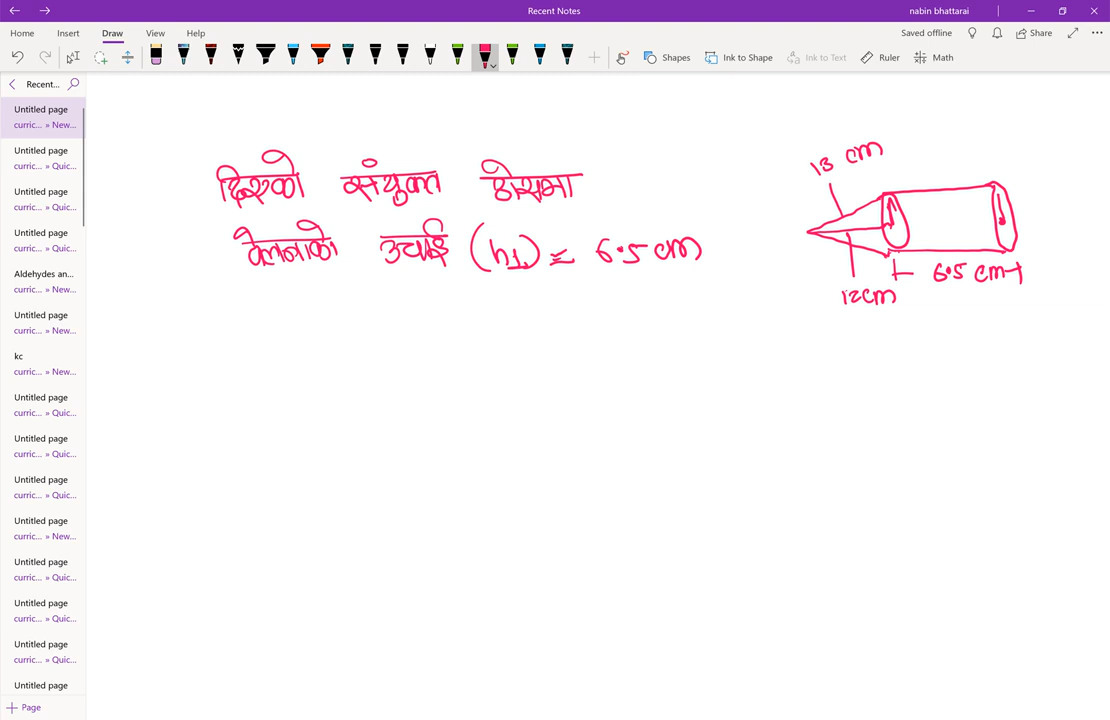 Recent Notes
nabin bhattarai
Home Insert Draw View Help
Saved offline
Share
Shapes
Ink to Shape
Ink to Text
Ruler
Math
Recent...
Untitled page
curric... » New...
Untitled page
curric... » Quic...
Untitled page
curric... » Quic...
Untitled page
curric... » Quic...
Aldehydes an...
curric... » New...
Untitled page
curric... » New...
kc
curric... » New...
Untitled page
curric... » Quic...
Untitled page
curric... » Quic...
Untitled page
curric... » Quic...
Untitled page
curric... » New...
Untitled page
curric... » Quic...
Untitled page
curric... » Quic...
Untitled page
curric... » Quic...
Untitled page
Page
दिएको संयुक्त ठोसमा
वेलनाको उचाई (h1) = 6.5 cm
13 cm
6.5 cm
12cm